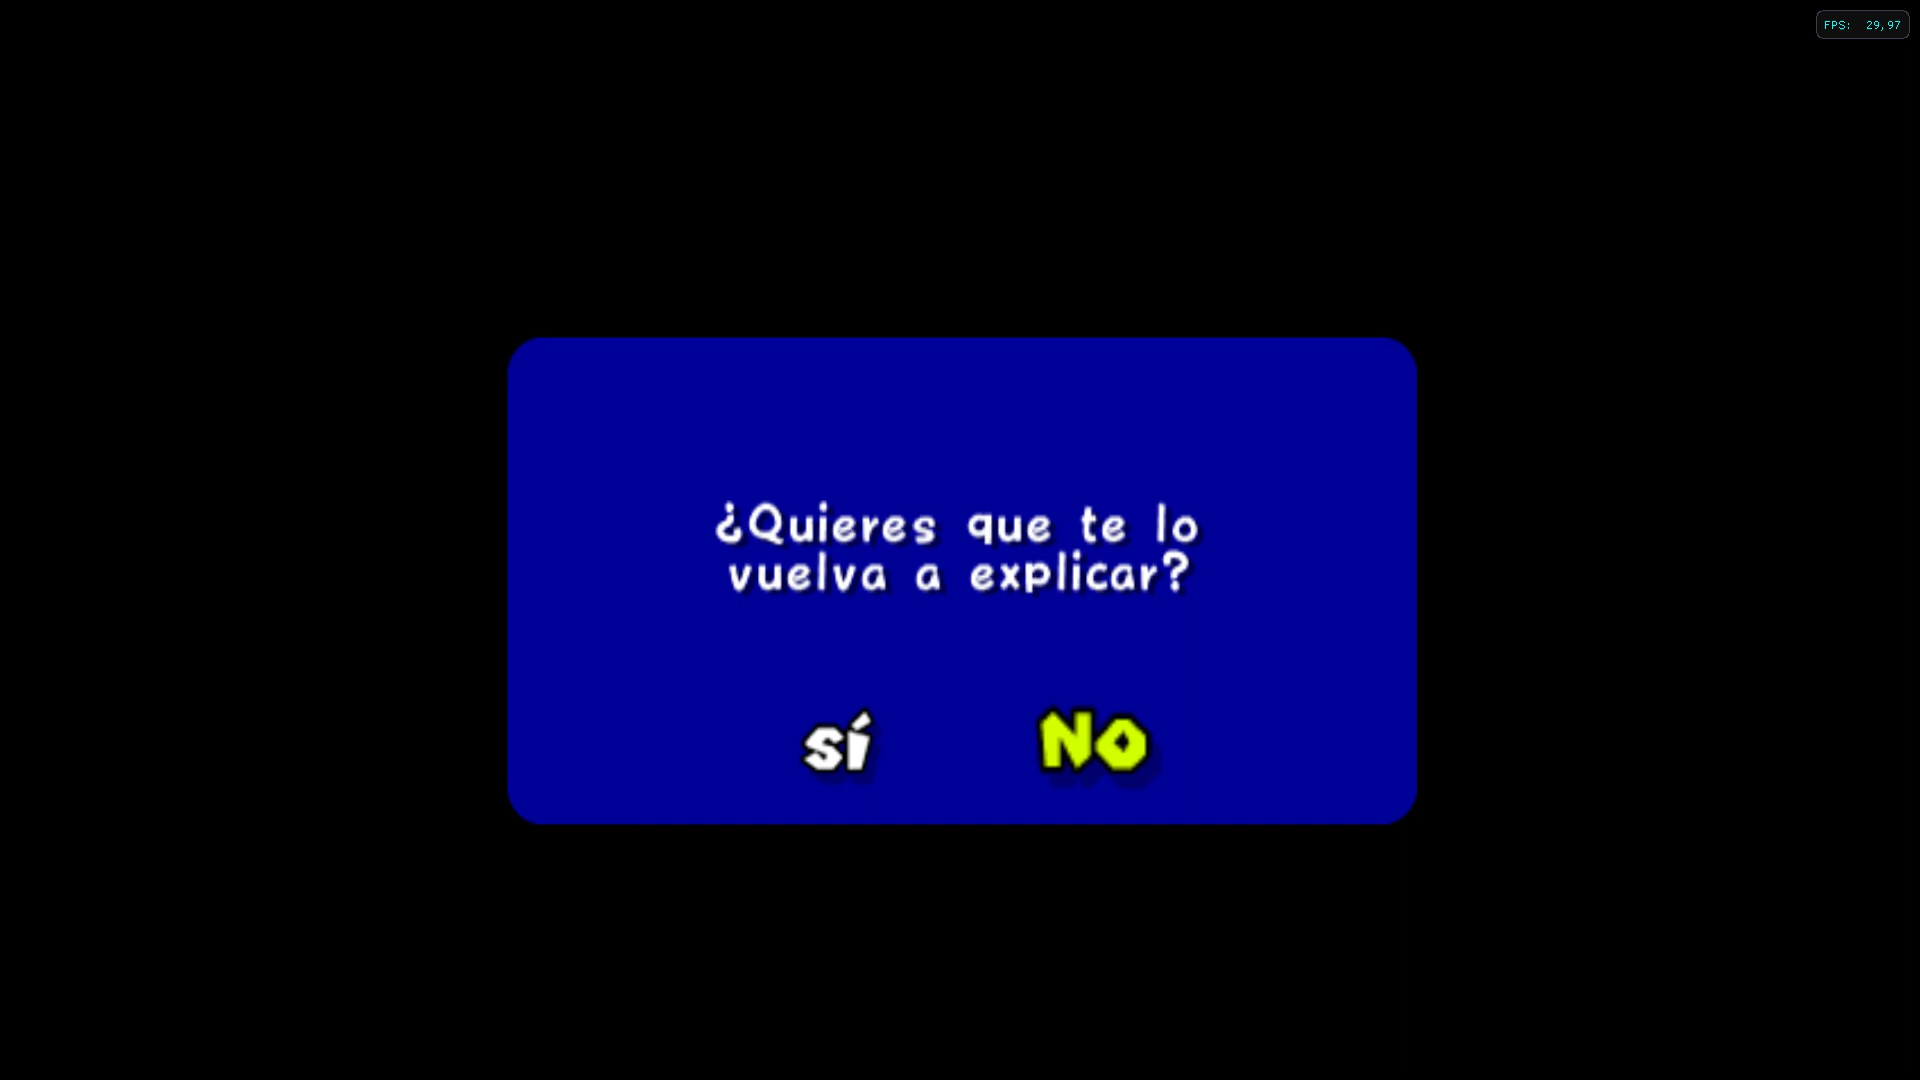 FPS: 29,97
¿Quieres que te lo
vuelva a explicar?
SÍ NO